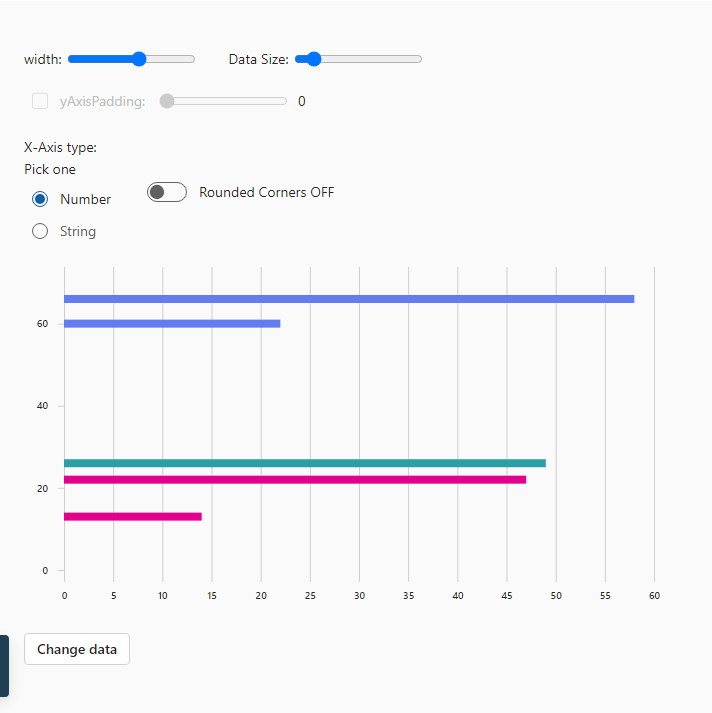 width: Data Size:
yAxisPadding: 0
X-Axis type:
Pick one
Number
Rounded Corners OFF
String
60
40
20
0
0 5 10 15 20 25 30 35 40 45 50 55 60
Change data